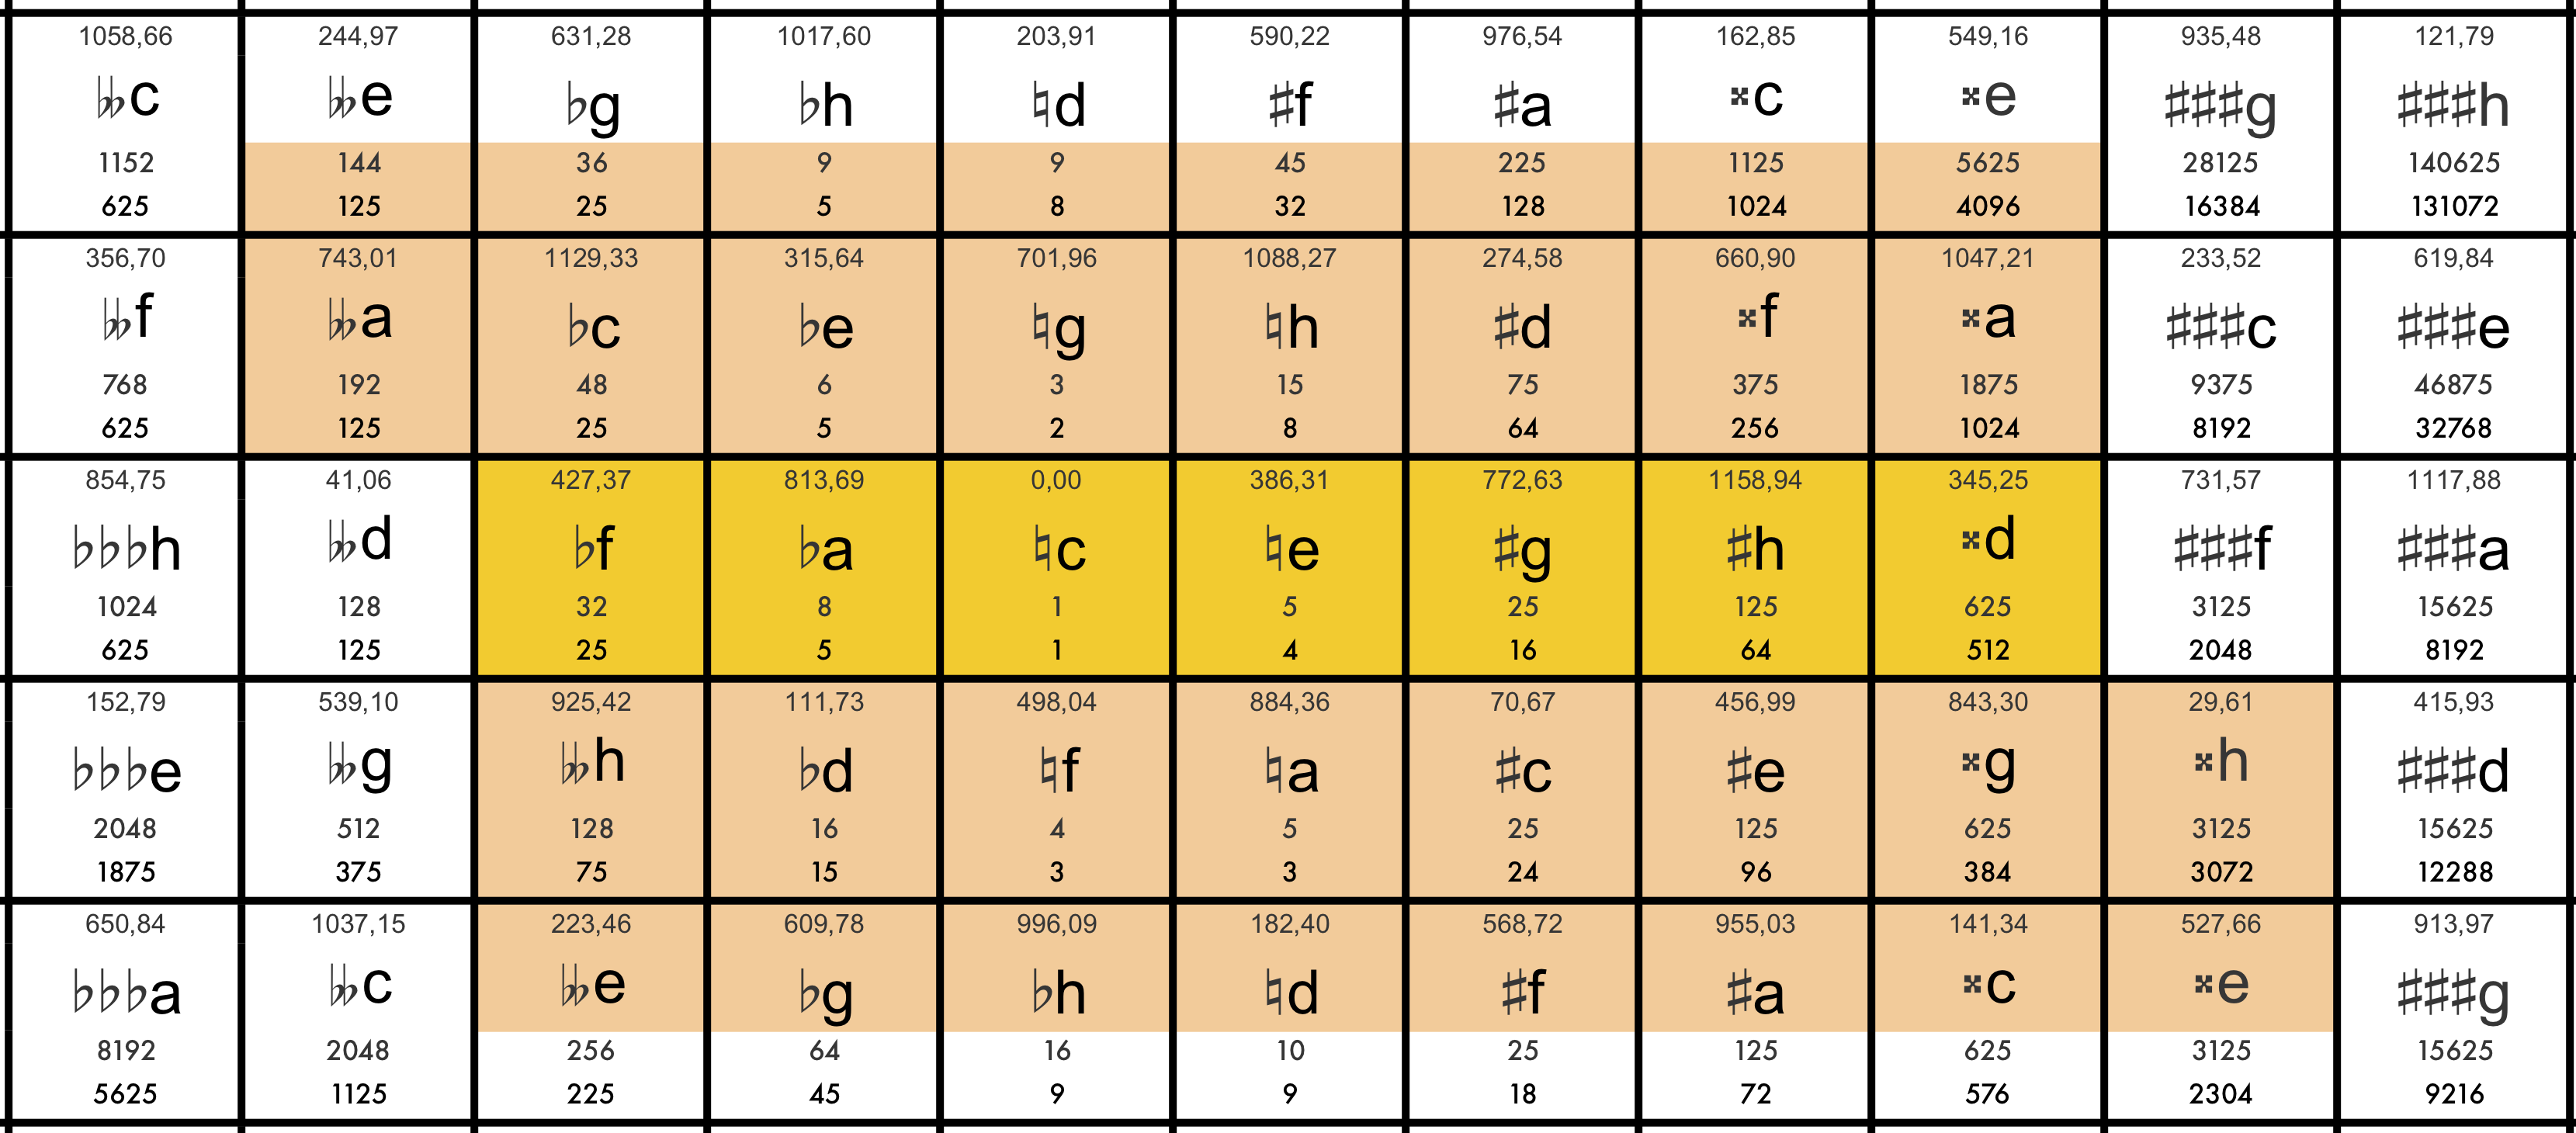 1058,66 244,97 631,28 1017,60 203,91 590,22 976,54 162,85 549,16 935,48 121,79
𝄫c 𝄫e ♭g ♭h ♮d ♯f ♯a 𝄪c 𝄪e ♯♯♯g ♯♯♯h
1152 144 36 9 9 45 225 1125 5625 28125 140625
625 125 25 5 8 32 128 1024 4096 16384 131072
356,70 743,01 1129,33 315,64 701,96 1088,27 274,58 660,90 1047,21 233,52 619,84
𝄫f 𝄫a ♭c ♭e ♮g ♮h ♯d 𝄪f 𝄪a ♯♯♯c ♯♯♯e
768 192 48 6 3 15 75 375 1875 9375 46875
625 125 25 5 2 8 64 256 1024 8192 32768
854,75 41,06 427,37 813,69 0,00 386,31 772,63 1158,94 345,25 731,57 1117,88
♭♭♭h 𝄫d ♭f ♭a ♮c ♮e ♯g ♯h 𝄪d ♯♯♯f ♯♯♯a
1024 128 32 8 1 5 25 125 625 3125 15625
625 125 25 5 1 4 16 64 512 2048 8192
152,79 539,10 925,42 111,73 498,04 884,36 70,67 456,99 843,30 29,61 415,93
♭♭♭e 𝄫g 𝄫h ♭d ♮f ♮a ♯c ♯e 𝄪g 𝄪h ♯♯♯d
2048 512 128 16 4 5 25 125 625 3125 15625
1875 375 75 15 3 3 24 96 384 3072 12288
650,84 1037,15 223,46 609,78 996,09 182,40 568,72 955,03 141,34 527,66 913,97
♭♭♭a 𝄫c 𝄫e ♭g ♭h ♮d ♯f ♯a 𝄪c 𝄪e ♯♯♯g
8192 2048 256 64 16 10 25 125 625 3125 15625
5625 1125 225 45 9 9 18 72 576 2304 9216